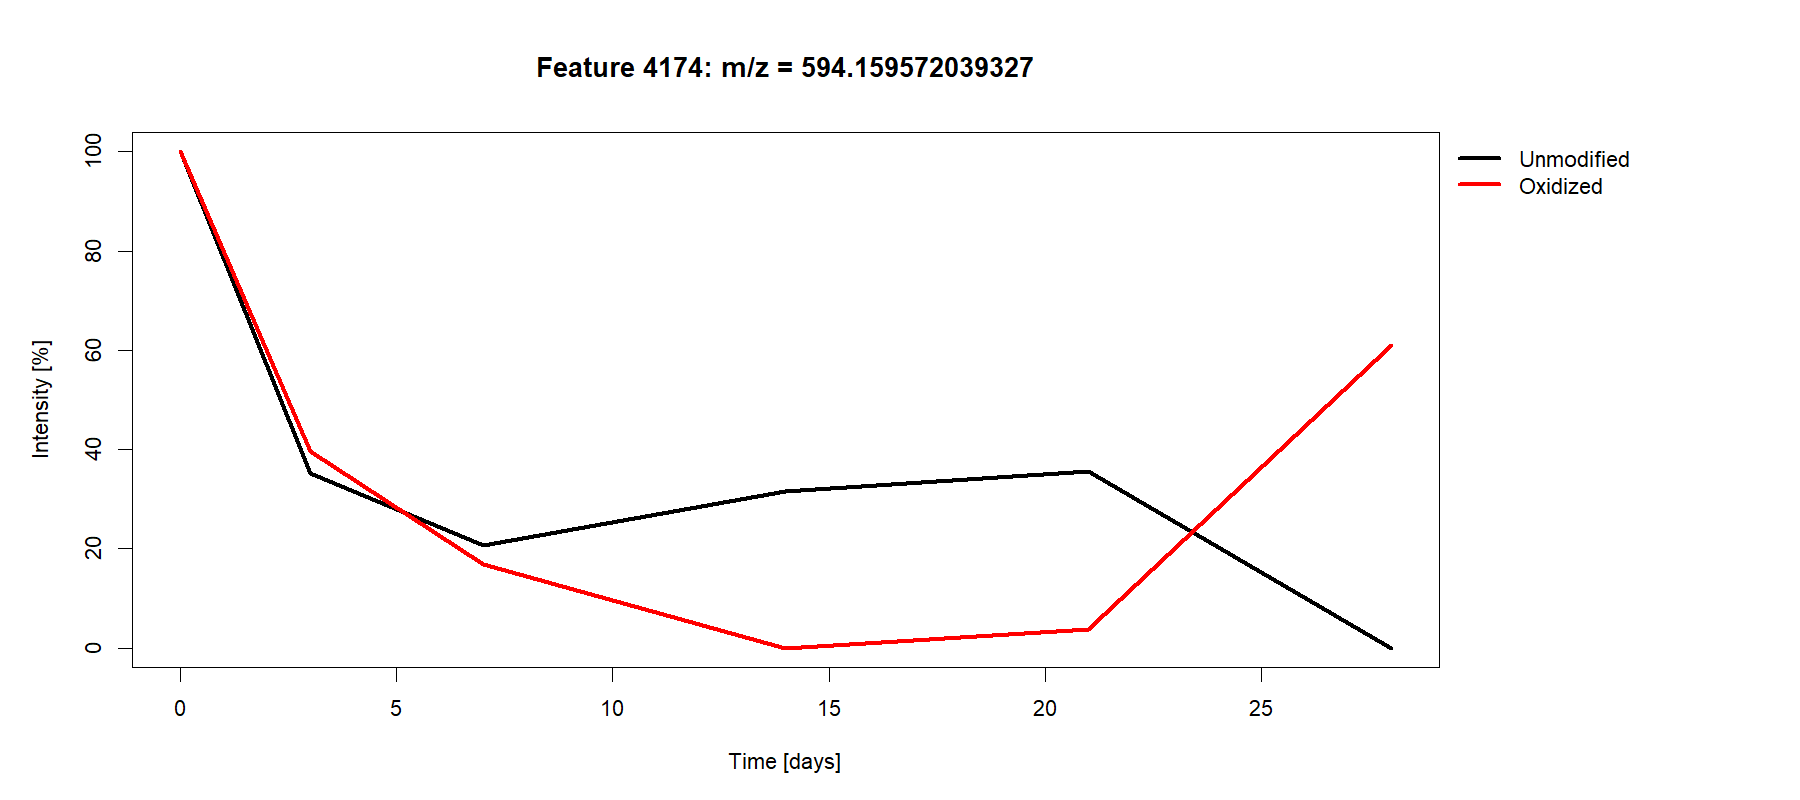 Feature 4174: m/z = 594.159572039327
Unmodified
Oxidized
Intensity [%]
100
80
60
40
20
0
0 5 10 15 20 25
Time [days]